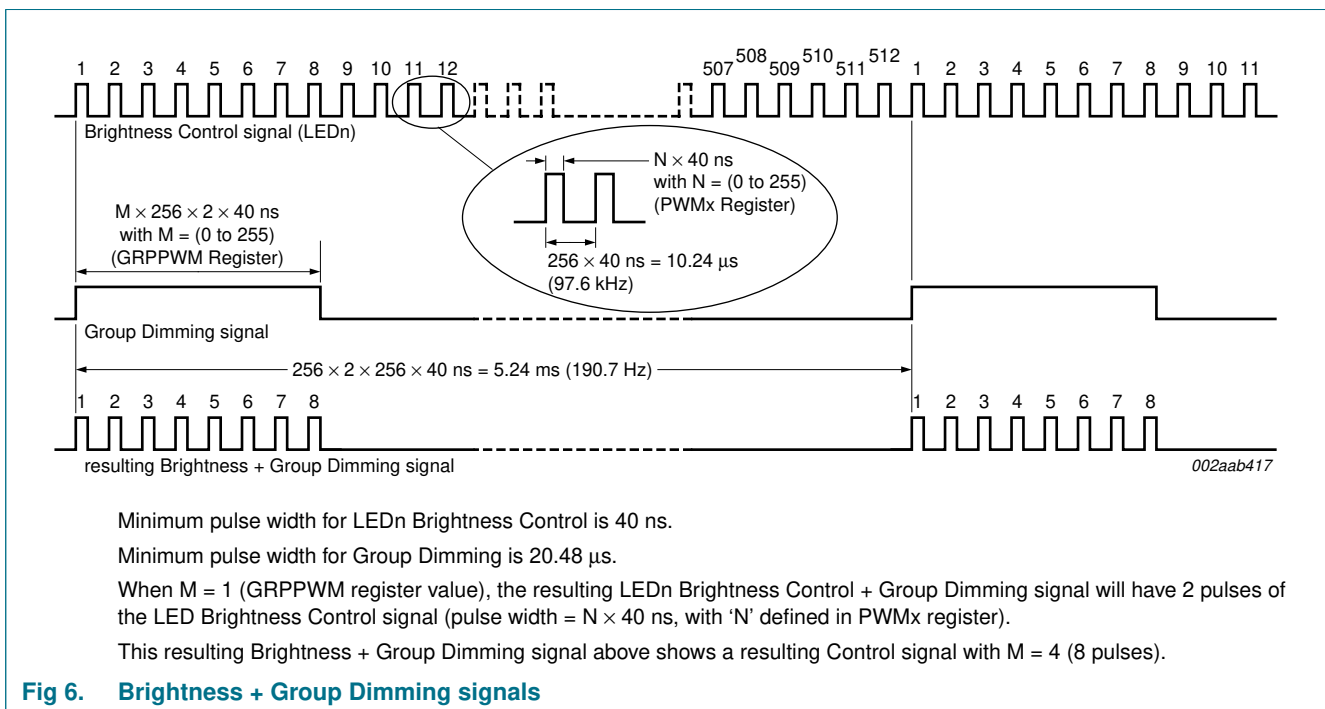 1 2 3 4 5 6 7 8 9 10 11 12 507 508 509 510 511 512 1 2 3 4 5 6 7 8 9 10 11
Brightness Control signal (LEDn)
N × 40 ns
with N = (0 to 255)
(PWMx Register)
M × 256 × 2 × 40 ns
with M = (0 to 255)
(GRPPWM Register)
256 × 40 ns = 10.24 μs
(97.6 kHz)
Group Dimming signal
256 × 2 × 256 × 40 ns = 5.24 ms (190.7 Hz)
1 2 3 4 5 6 7 8 1 2 3 4 5 6 7 8
resulting Brightness + Group Dimming signal
002aab417
Minimum pulse width for LEDn Brightness Control is 40 ns.
Minimum pulse width for Group Dimming is 20.48 μs.
When M = 1 (GRPPWM register value), the resulting LEDn Brightness Control + Group Dimming signal will have 2 pulses of
the LED Brightness Control signal (pulse width = N × 40 ns, with ‘N’ defined in PWMx register).
This resulting Brightness + Group Dimming signal above shows a resulting Control signal with M = 4 (8 pulses).
Fig 6. Brightness + Group Dimming signals